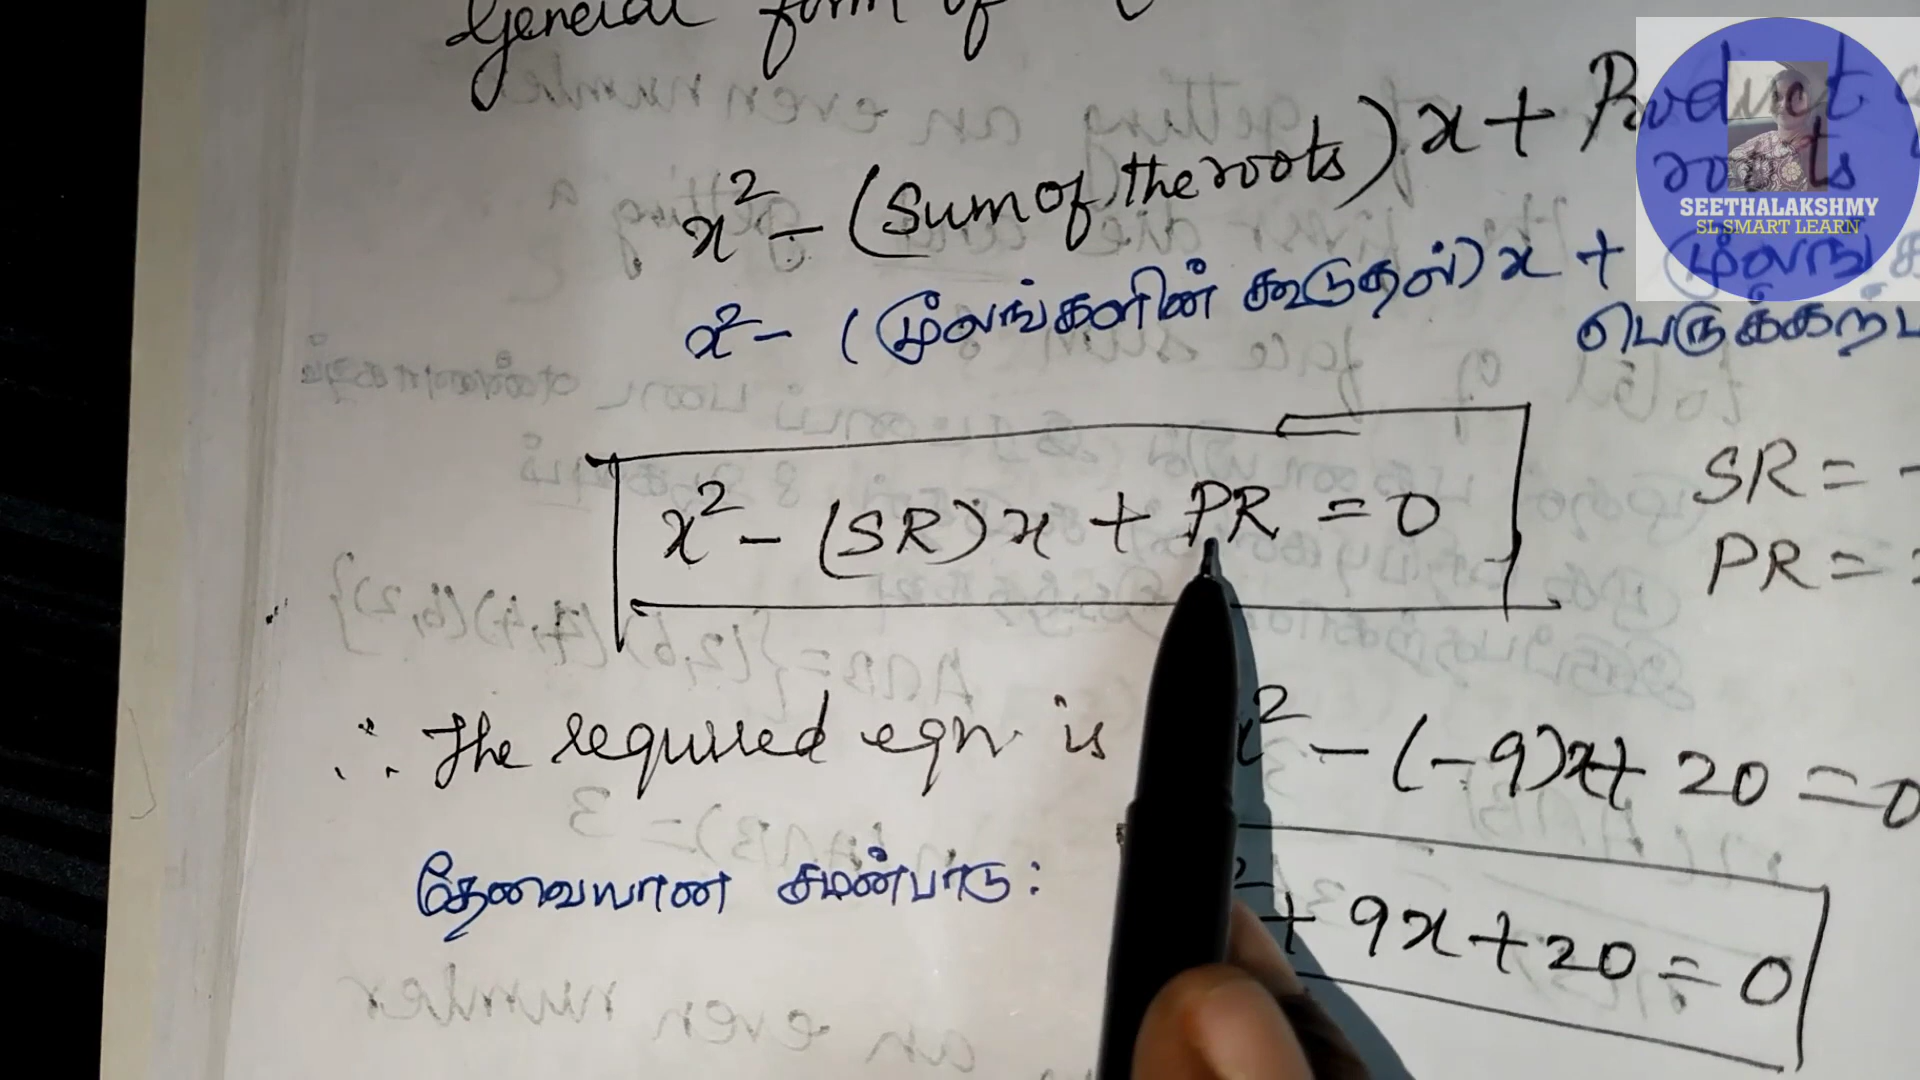 General form of
x² - (Sum of the roots) x + Product
roots
SEETHALAKSHMY
SL SMART LEARN
x² - (மூலங்களின் கூடுதல்) x +
x² - (SR)x + PR = 0
SR = -
PR =
∴ The required eqn. is x² - (-9)x + 20 = 0
தேவையான சமன்பாடு:
+ 9x + 20 = 0